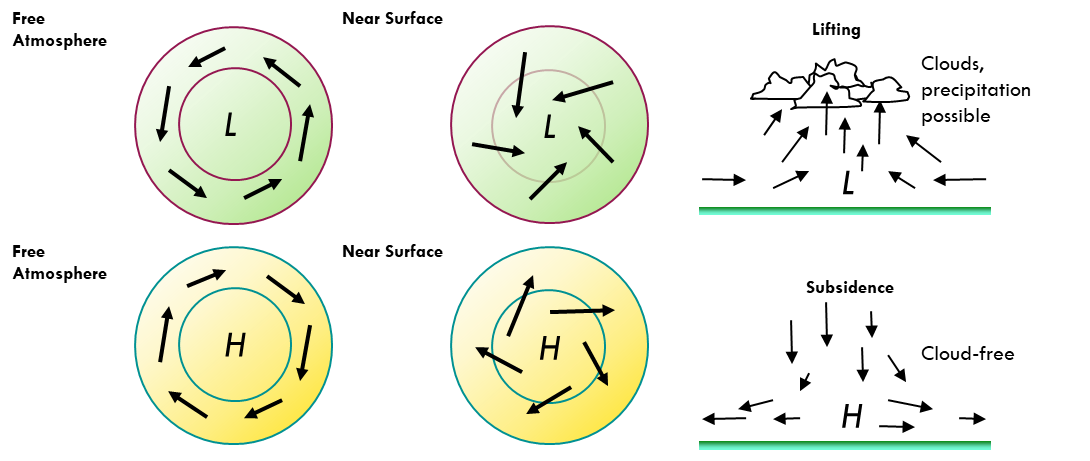 Free
Atmosphere
Near Surface
Lifting
Clouds,
precipitation
possible
L
L
L
Free
Atmosphere
Near Surface
Subsidence
Cloud-free
H
H
H